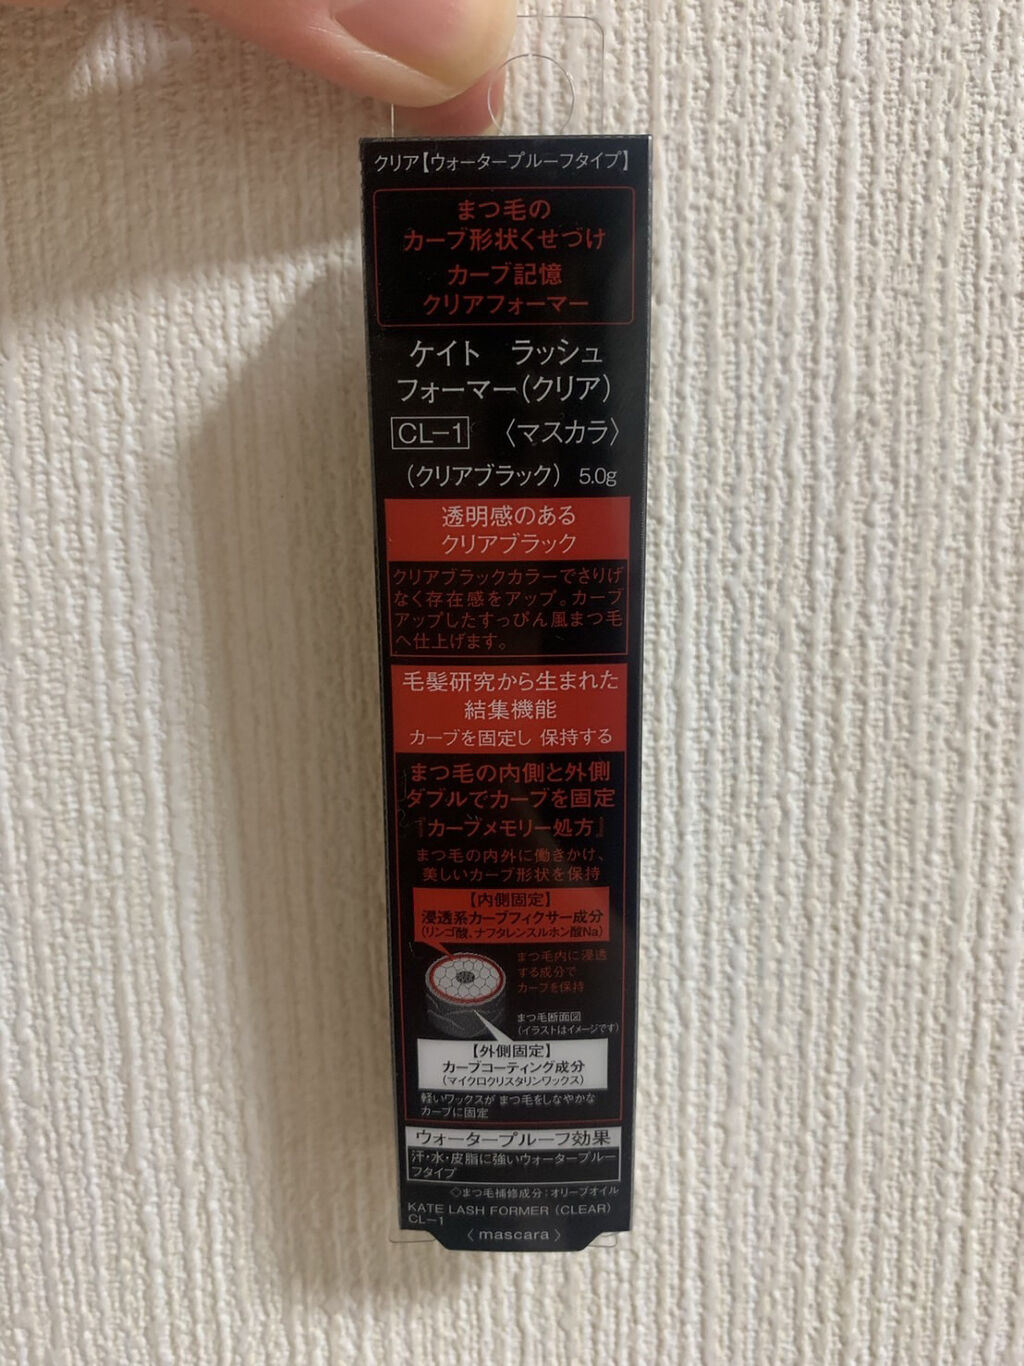 クリア【ウォータープルーフタイプ】
まつ毛の
カーブ形状くせづけ
カーブ記憶
クリアフォーマー
ケイト ラッシュ
フォーマー(クリア)
CL-1 〈マスカラ〉
(クリアブラック) 5.0g
透明感のある
クリアブラック
クリアブラックカラーでさりげ
なく存在感をアップ。カーブ
アップしたすっぴん風まつ毛
へ仕上げます。
毛髪研究から生まれた
結集機能
カーブを固定し 保持する
まつ毛の内側と外側
ダブルでカーブを固定
『カーブメモリー処方』
まつ毛の内外に働きかけ、
美しいカーブ形状を保持
【内側固定】
浸透系カーブフィクサー成分
(リンゴ酸、ナフタレンスルホン酸Na)
まつ毛内に浸透
する成分で
カーブを保持
まつ毛断面図
(イラストはイメージです)
【外側固定】
カーブコーティング成分
(マイクロクリスタリンワックス)
軽いワックスが まつ毛をしなやかな
カーブに固定
ウォータープルーフ効果
汗・水・皮脂に強いウォータープルー
フタイプ
◇まつ毛補修成分：オリーブオイル
KATE LASH FORMER (CLEAR)
CL-1
〈 mascara 〉